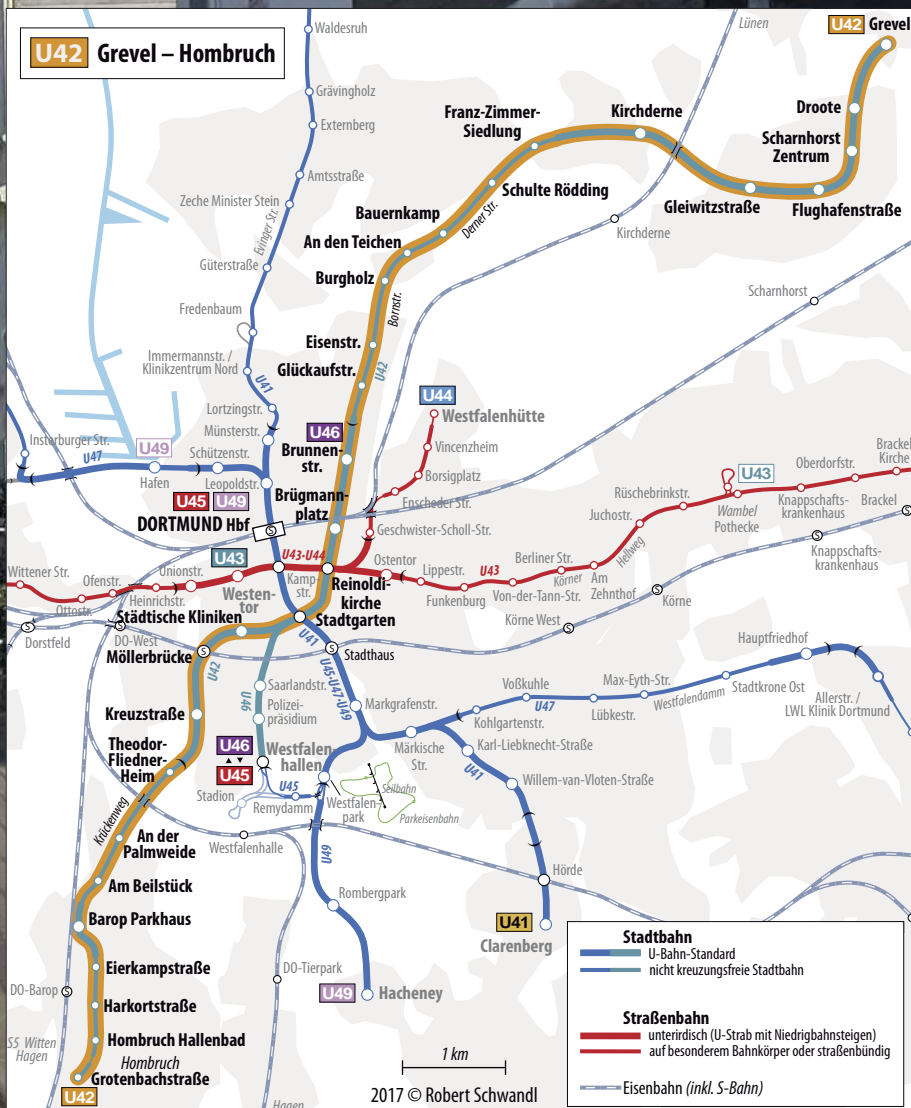 U42 Grevel – Hombruch
Waldesruh
Grävingholz
Externberg
Amtsstraße
Zeche Minister Stein
Evinger Str.
Güterstraße
Fredenbaum
Immermannstr. /
Klinikzentrum Nord
U41
Lortzingstr.
Münsterstr.
Lünen
U42 Grevel
Droote
Scharnhorst
Zentrum
Flughafenstraße
Gleiwitzstraße
Kirchderne
Franz-Zimmer-
Siedlung
Schulte Rödding
Derner Str.
Bauernkamp
An den Teichen
Burgholz
Bornstr.
Kirchderne
Scharnhorst
Eisenstr.
Glückaufstr.
U42
U46
Brunnen-
str.
Brügmann-
platz
U44
Westfalenhütte
Vincenzheim
Borsigplatz
Enscheder Str.
Geschwister-Scholl-Str.
Insterburger Str.
U47
U49
Hafen
Schützenstr.
Leopoldstr.
U45 U49
DORTMUND Hbf
S
U43
U43-U44
Kamp-
str.
Reinoldi-
kirche
Stadtgarten
Westen-
tor
Unionstr.
Heinrichstr.
Ofenstr.
Ottostr.
Wittener Str.
Dorstfeld
S
DO-West
S
Ostentor
Lippestr.
U43
Funkenburg
Von-der-Tann-Str.
Berliner Str.
Körner
Hellweg
Am
Zehnthof
Juchostr.
Rüschebrinkstr.
U43
Wambel
Pothecke
Oberdorfstr.
Knappschafts-
krankenhaus
Brackel
Kirche
Brackel
S
S
Knappschafts-
krankenhaus
S
Körne
Körne West
S
Städtische Kliniken
Möllerbrücke
S
U42
U41
S
Stadthaus
U45-U47-U49
Saarlandstr.
Polizei-
präsidium
U46
Markgrafenstr.
Kreuzstraße
Theodor-
Fliedner-
Heim
U46
U45
Westfalen-
hallen
Stadion
U45
Remydamm
Westfalen-
park
Seilbahn
Parkeisenbahn
Westfalenhalle
Märkische
Str.
Kohlgartenstr.
Voßkuhle
U47
Lübkestr.
Max-Eyth-Str.
Westfalendamm
Stadtkrone Ost
Hauptfriedhof
Allerstr. /
LWL Klinik Dortmund
Karl-Liebknecht-Straße
U41
Willem-van-Vloten-Straße
Hörde
U41
Clarenberg
Krückenweg
An der
Palmweide
Am Beilstück
Barop Parkhaus
Eierkampstraße
Harkortstraße
Hombruch Hallenbad
Hombruch
Grotenbachstraße
U42
DO-Barop
S
S5 Witten
Hagen
U49
Rombergpark
DO-Tierpark
U49
Hacheney
Hagen
1 km
2017 © Robert Schwandl
Stadtbahn
U-Bahn-Standard
nicht kreuzungsfreie Stadtbahn
Straßenbahn
unterirdisch (U-Strab mit Niedrigbahnsteigen)
auf besonderem Bahnkörper oder straßenbündig
Eisenbahn (inkl. S-Bahn)